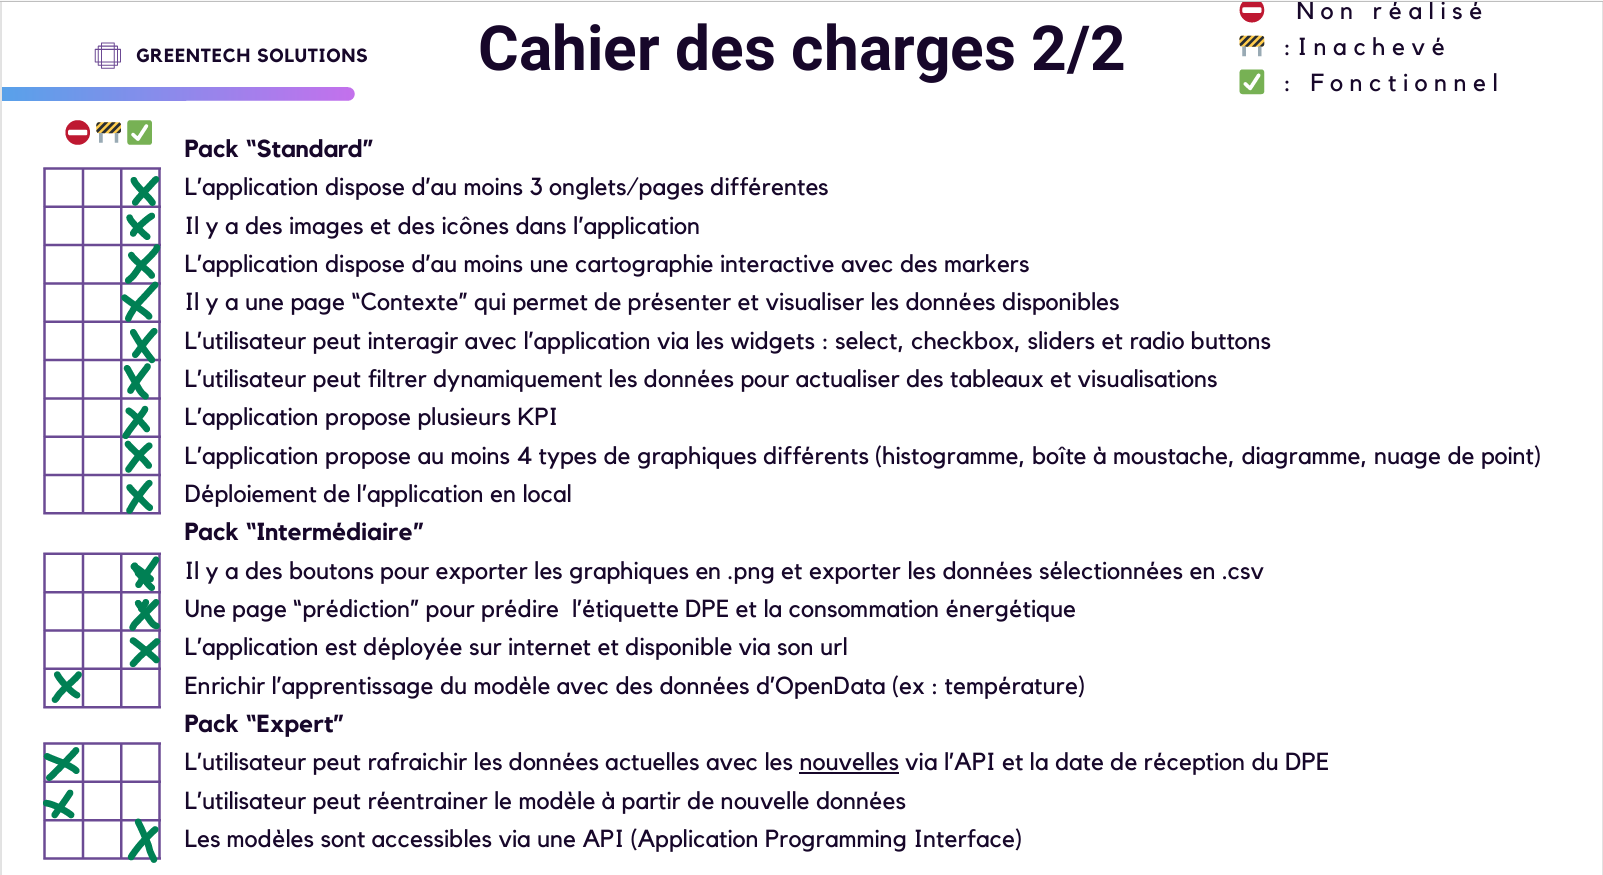 GREENTECH SOLUTIONS
Cahier des charges 2/2
Non réalisé
: Inachevé
: Fonctionnel
Pack “Standard”
L’application dispose d’au moins 3 onglets/pages différentes
Il y a des images et des icônes dans l’application
L’application dispose d’au moins une cartographie interactive avec des markers
Il y a une page “Contexte” qui permet de présenter et visualiser les données disponibles
L’utilisateur peut interagir avec l’application via les widgets : select, checkbox, sliders et radio buttons
L’utilisateur peut filtrer dynamiquement les données pour actualiser des tableaux et visualisations
L’application propose plusieurs KPI
L’application propose au moins 4 types de graphiques différents (histogramme, boîte à moustache, diagramme, nuage de point)
Déploiement de l’application en local
Pack “Intermédiaire”
Il y a des boutons pour exporter les graphiques en .png et exporter les données sélectionnées en .csv
Une page “prédiction” pour prédire l’étiquette DPE et la consommation énergétique
L’application est déployée sur internet et disponible via son url
Enrichir l’apprentissage du modèle avec des données d’OpenData (ex : température)
Pack “Expert”
L’utilisateur peut rafraichir les données actuelles avec les nouvelles via l’API et la date de réception du DPE
L’utilisateur peut réentrainer le modèle à partir de nouvelle données
Les modèles sont accessibles via une API (Application Programming Interface)